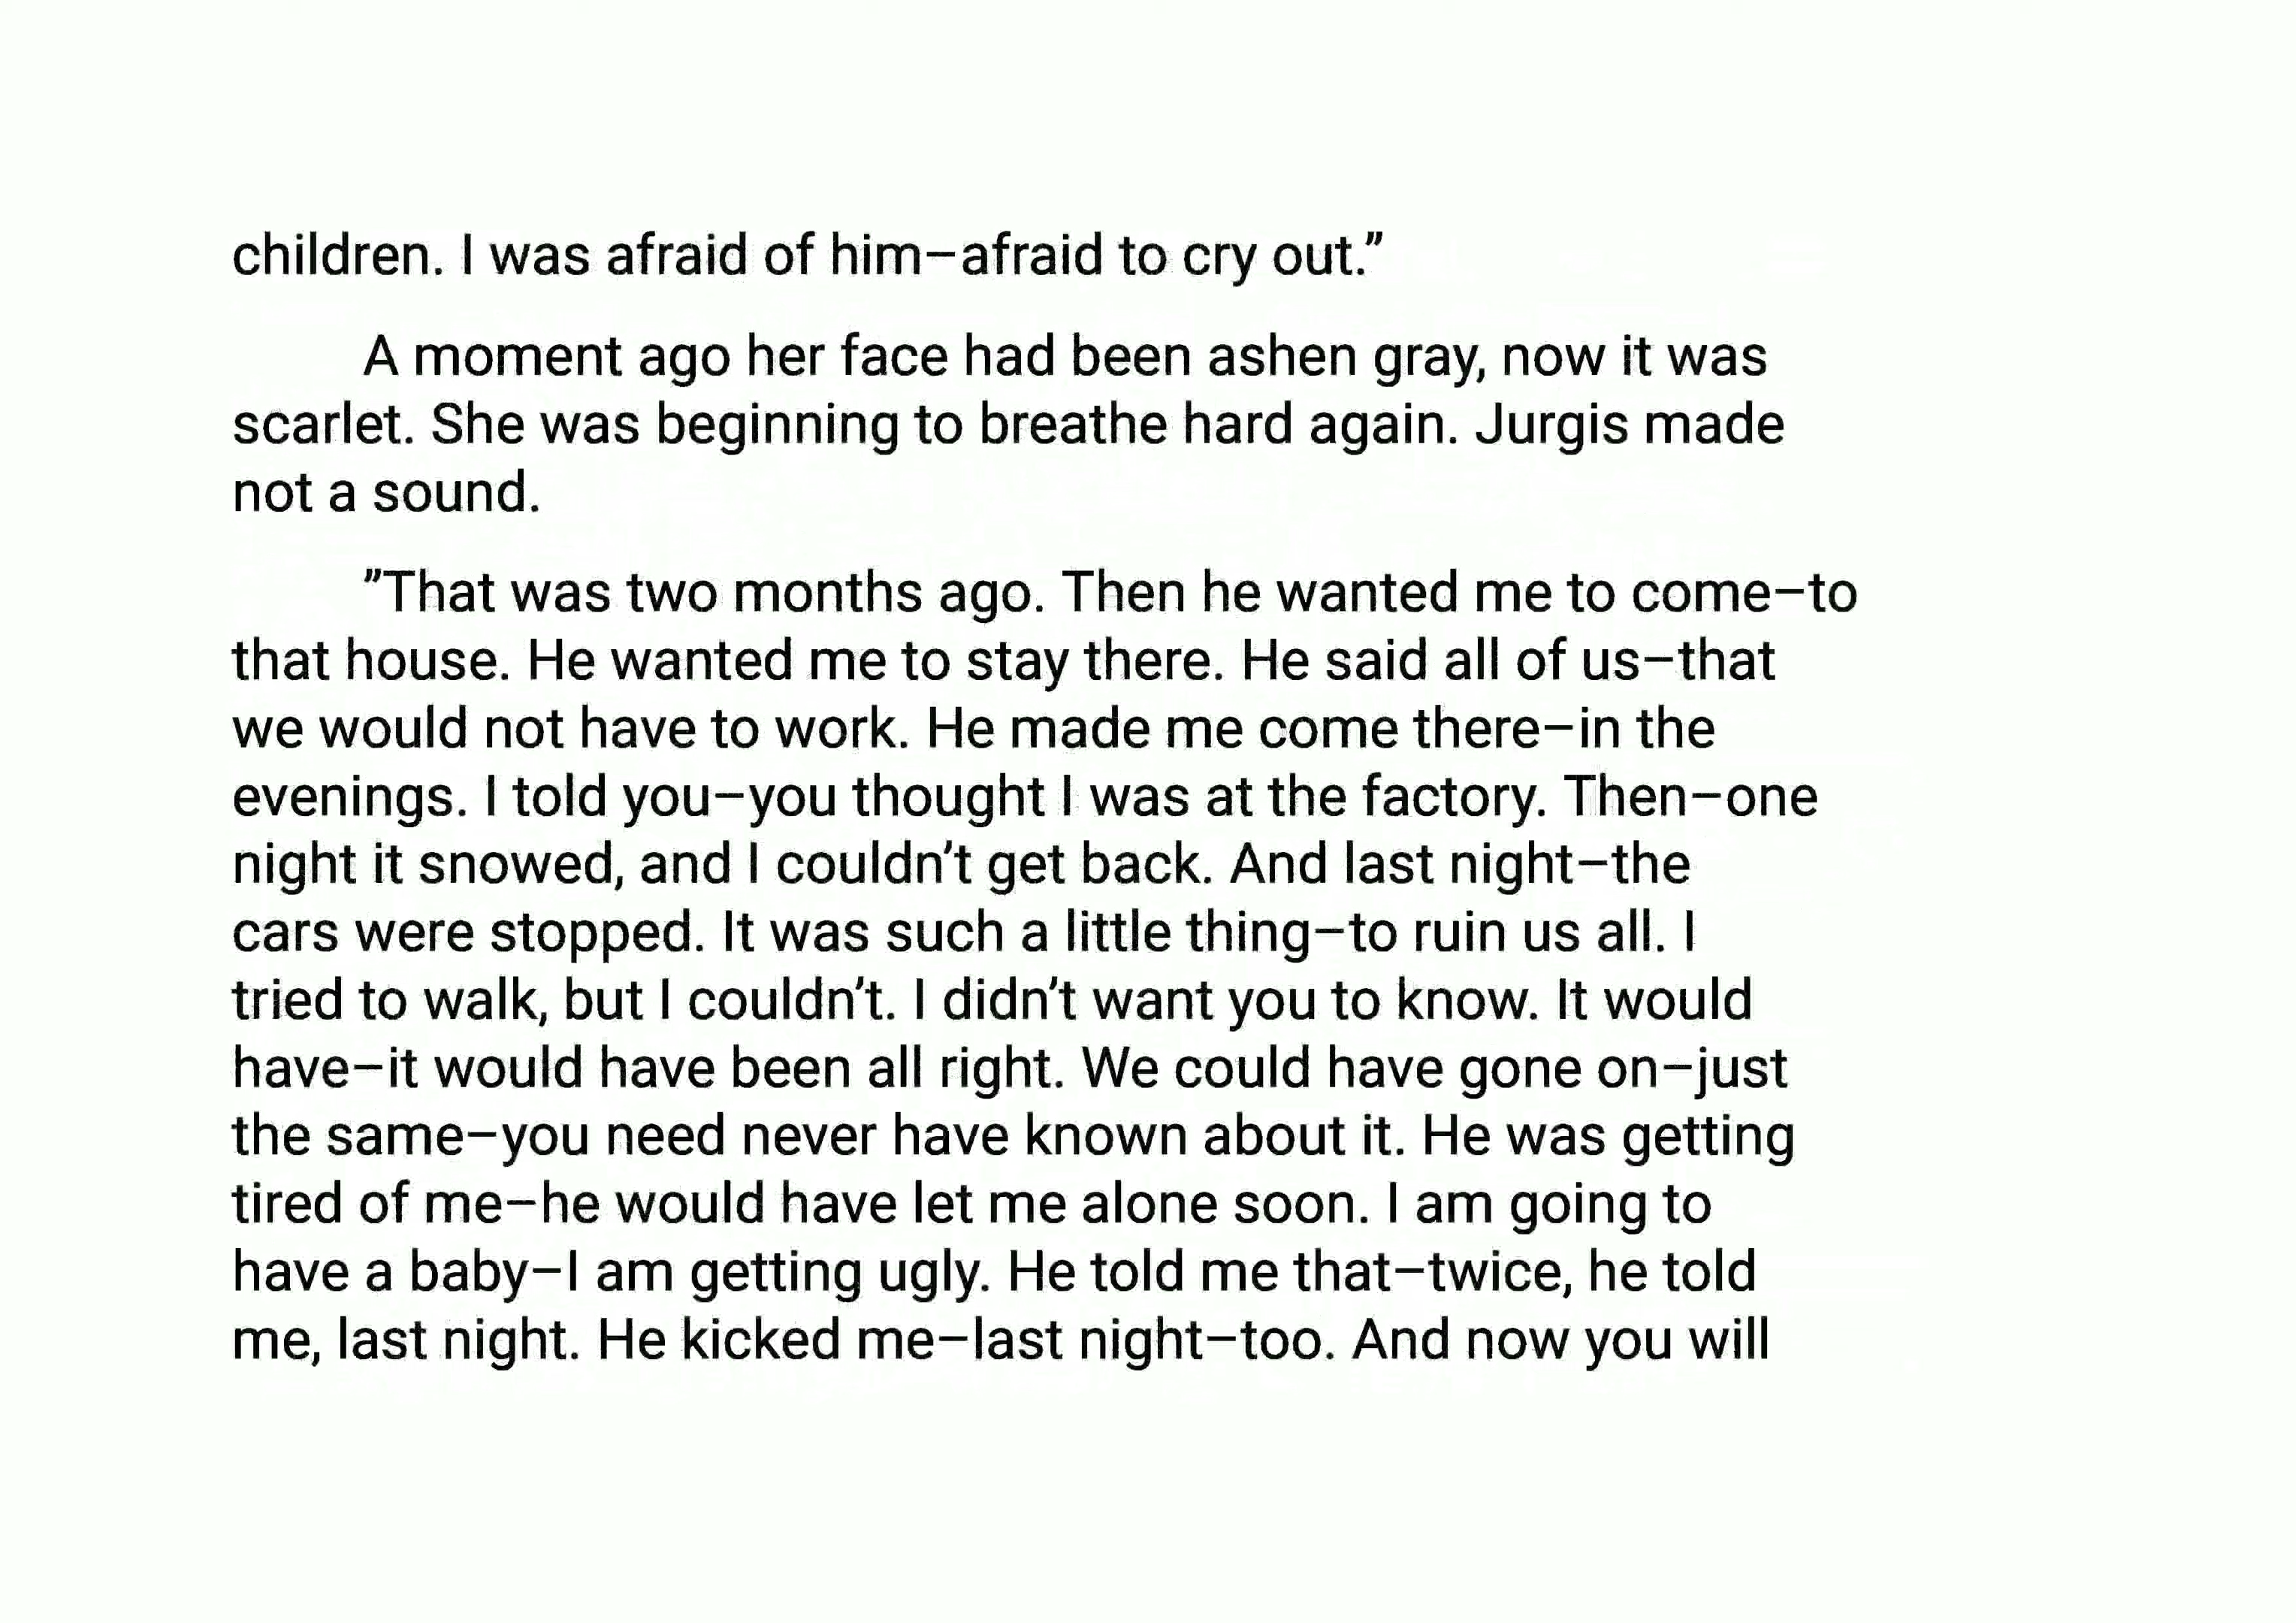 children. I was afraid of him–afraid to cry out.”
A moment ago her face had been ashen gray, now it was
scarlet. She was beginning to breathe hard again. Jurgis made
not a sound.
”That was two months ago. Then he wanted me to come–to
that house. He wanted me to stay there. He said all of us–that
we would not have to work. He made me come there–in the
evenings. I told you–you thought I was at the factory. Then–one
night it snowed, and I couldn’t get back. And last night–the
cars were stopped. It was such a little thing–to ruin us all. I
tried to walk, but I couldn’t. I didn’t want you to know. It would
have–it would have been all right. We could have gone on–just
the same–you need never have known about it. He was getting
tired of me–he would have let me alone soon. I am going to
have a baby–I am getting ugly. He told me that–twice, he told
me, last night. He kicked me–last night–too. And now you will